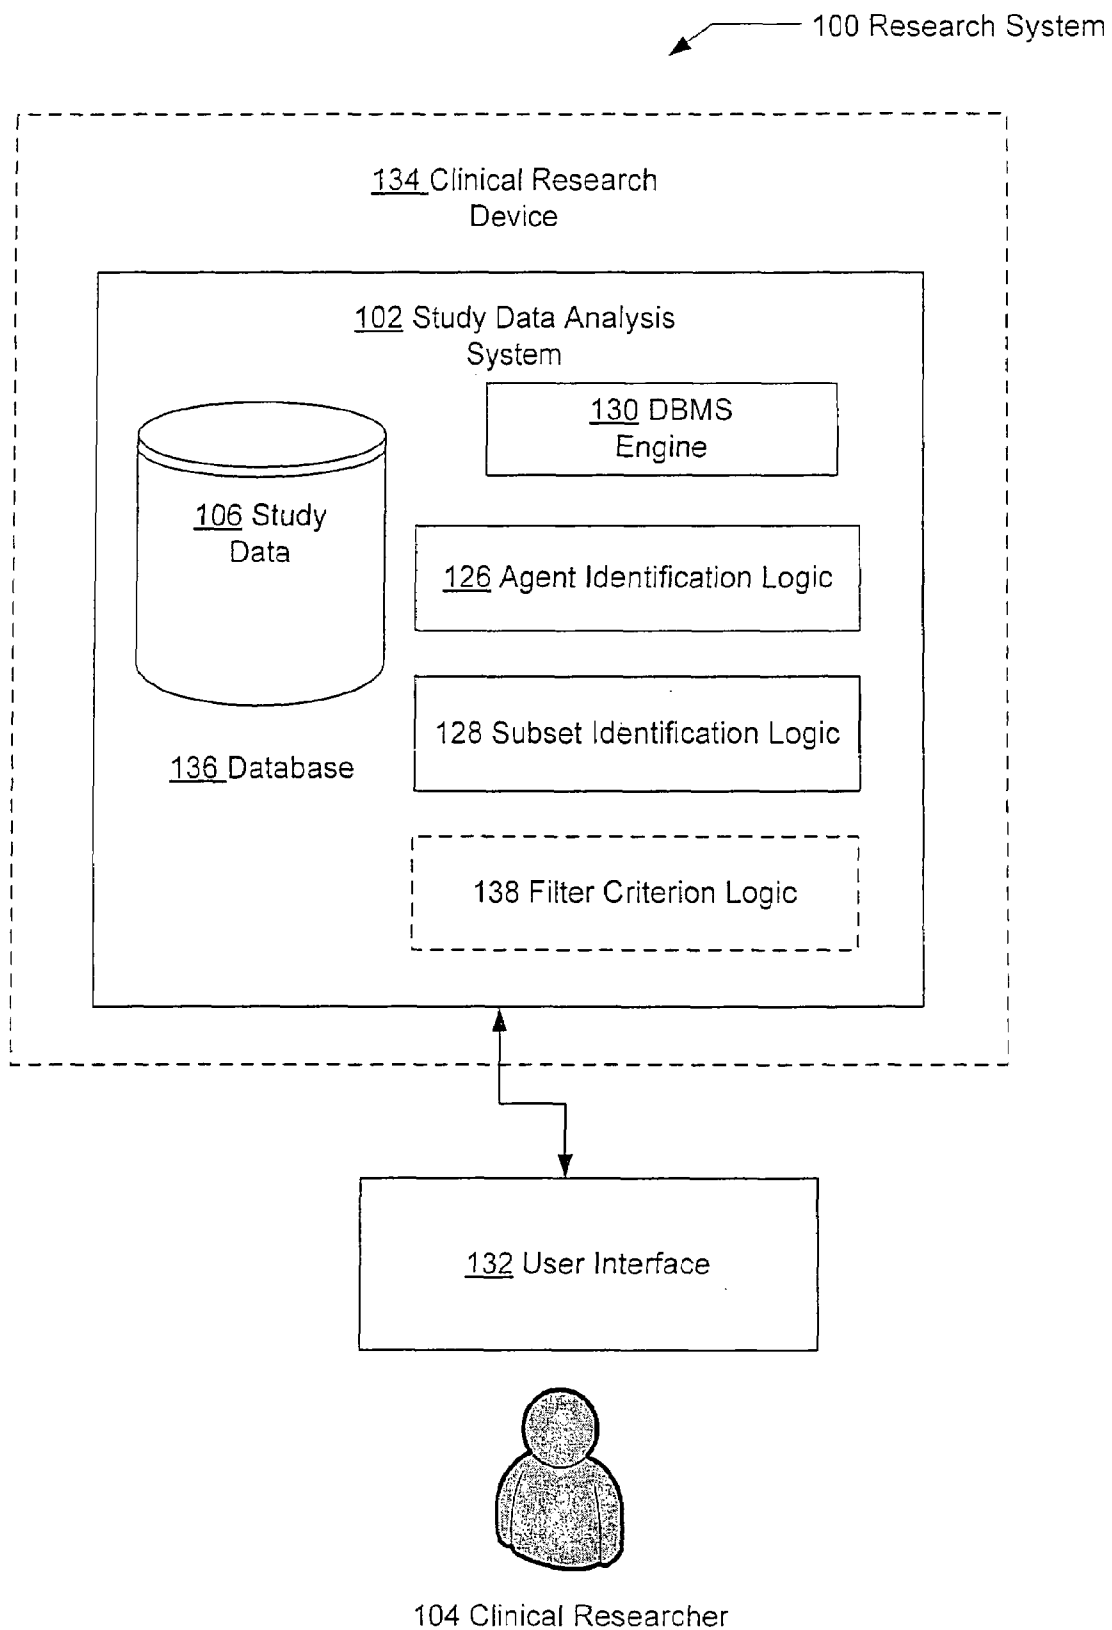 100 Research System
134 Clinical Research
Device
102 Study Data Analysis
System
130 DBMS
Engine
106 Study
Data
126 Agent Identification Logic
128 Subset Identification Logic
136 Database
138 Filter Criterion Logic
132 User Interface
104 Clinical Researcher